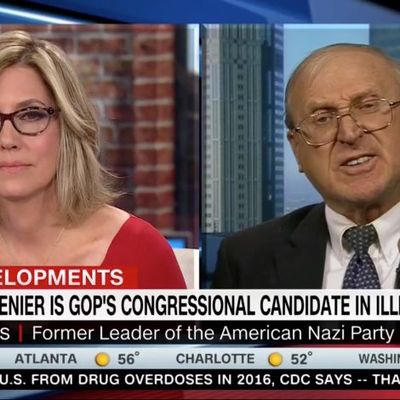 ELOPMENTS
ENIER IS GOP'S CONGRESSIONAL CANDIDATE IN ILLI
S | Former Leader of the American Nazi Party
ATLANTA 56° CHARLOTTE 52° WASHIN
U.S. FROM DRUG OVERDOSES IN 2016, CDC SAYS -- THA